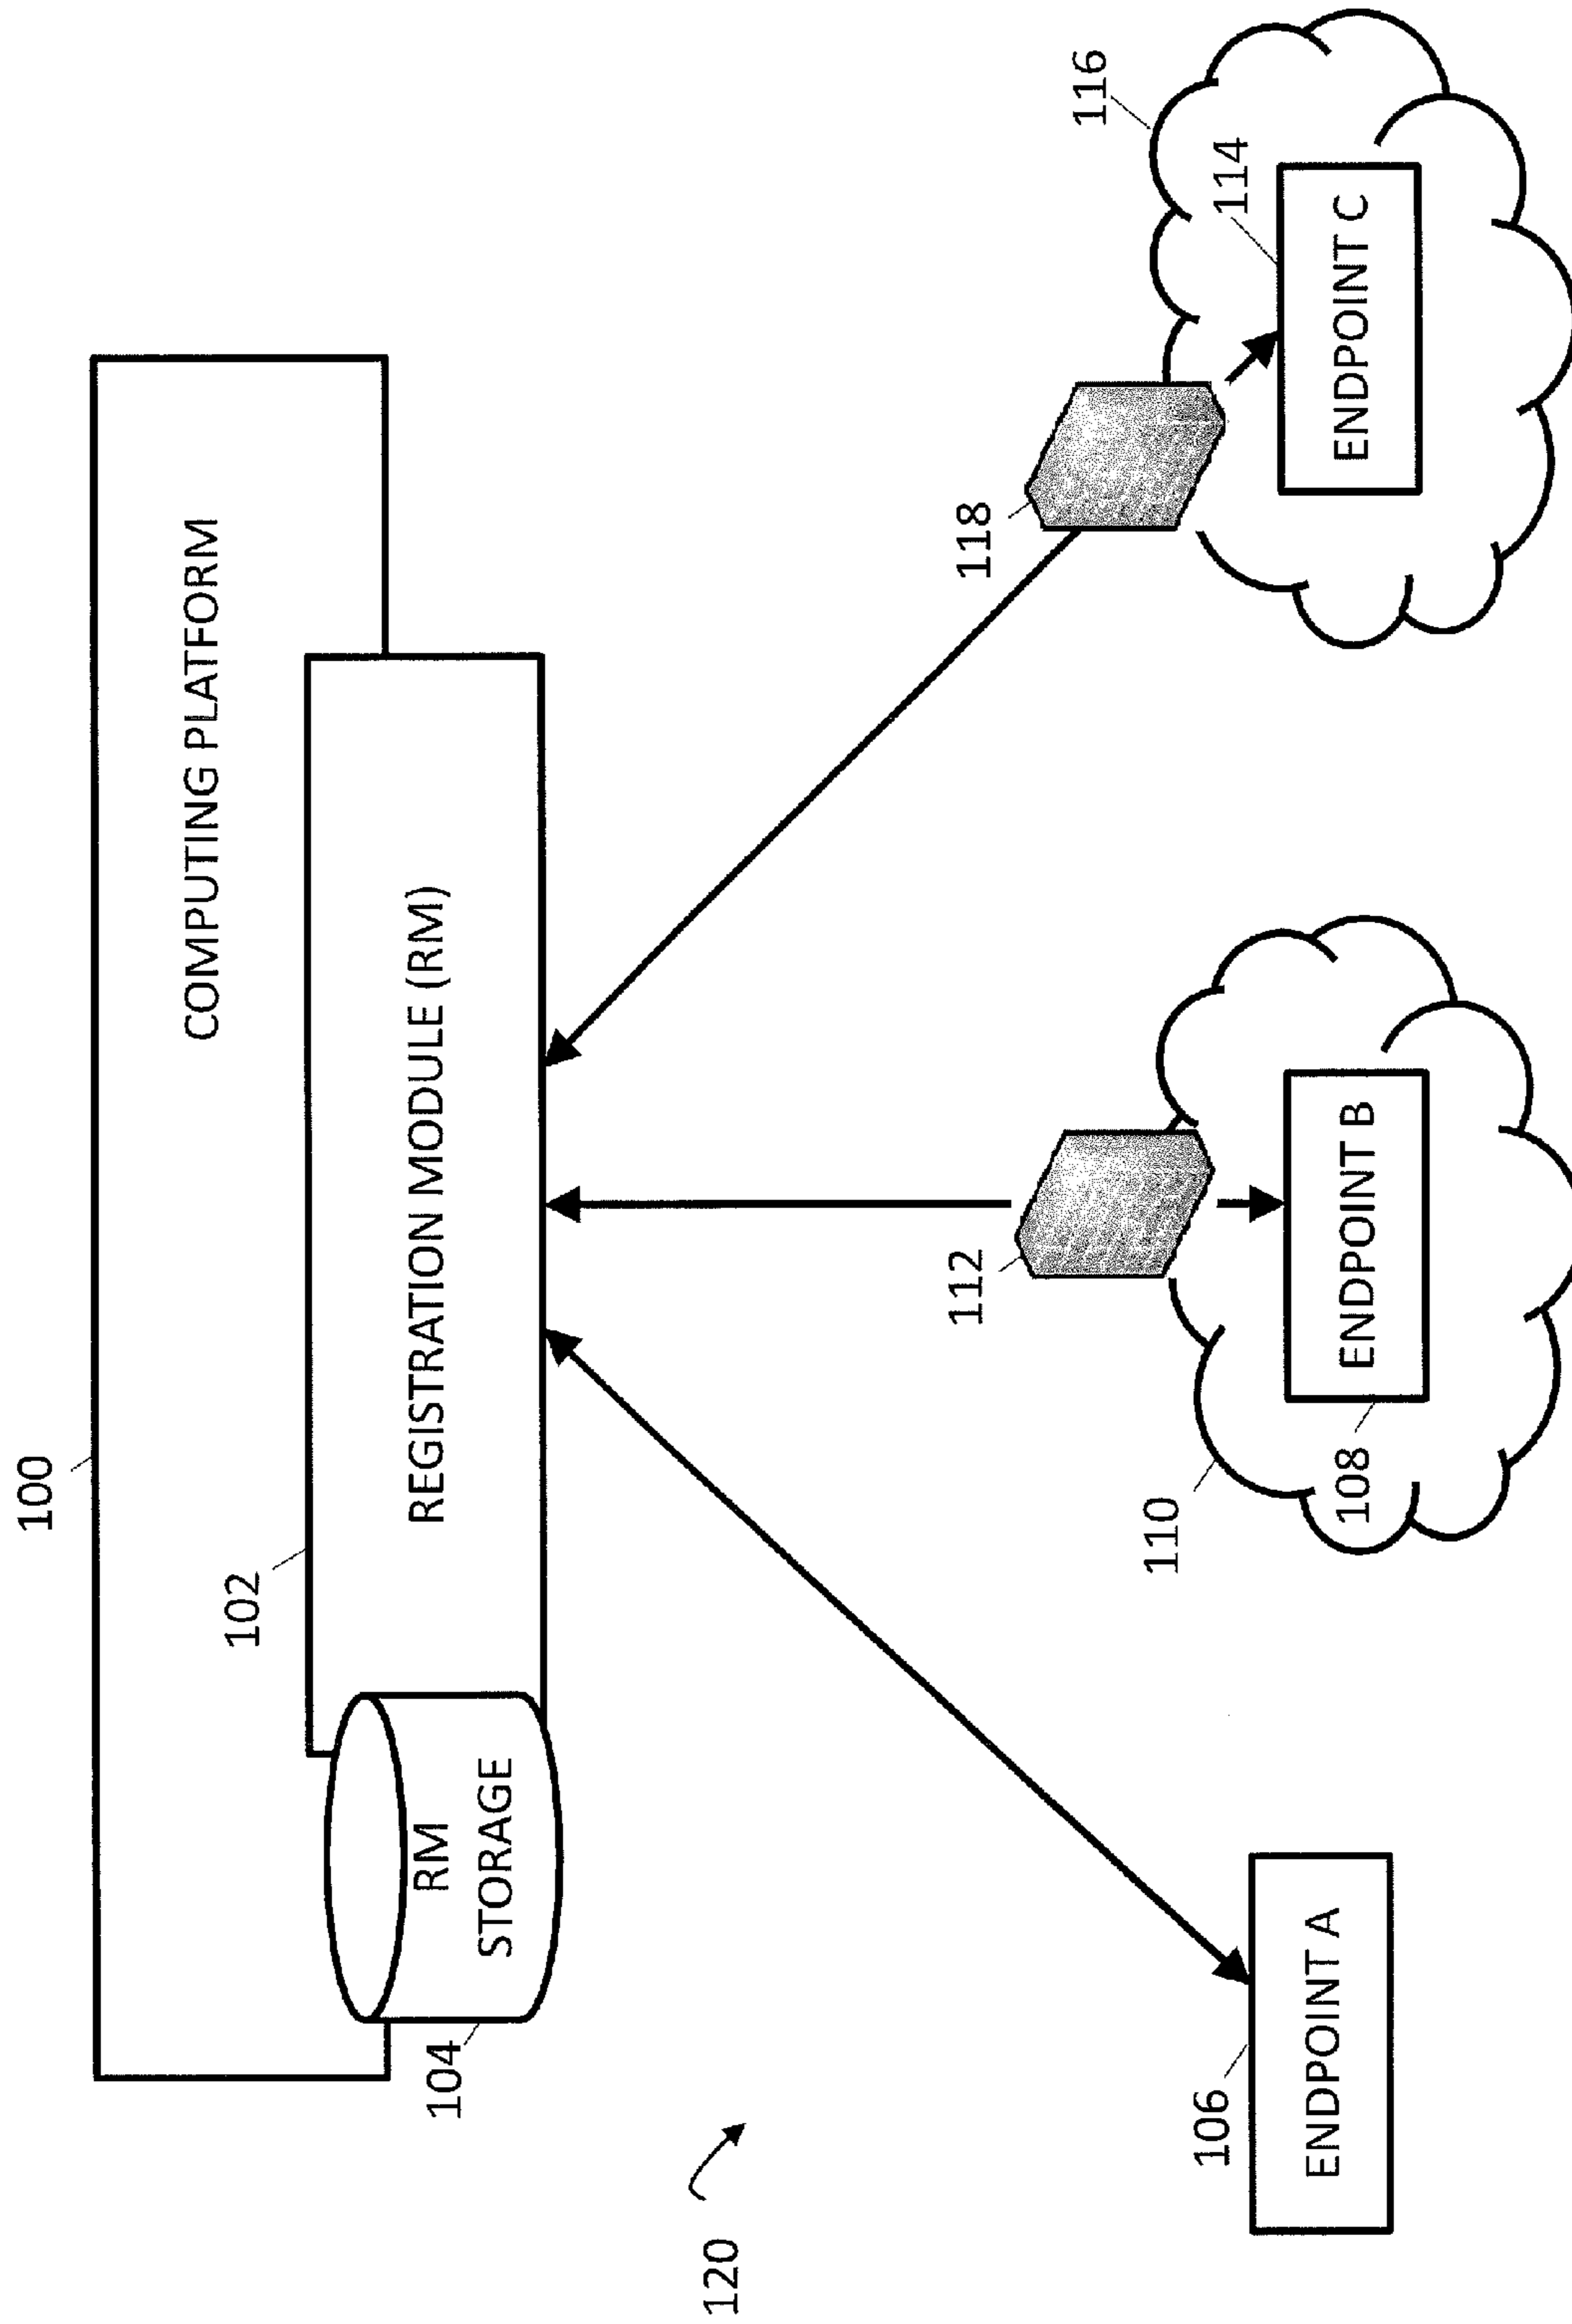 100
COMPUTING PLATFORM
102
REGISTRATION MODULE (RM)
104
RM
STORAGE
120
106
ENDPOINT A
112
110
108
ENDPOINT B
118
116
114
ENDPOINT C